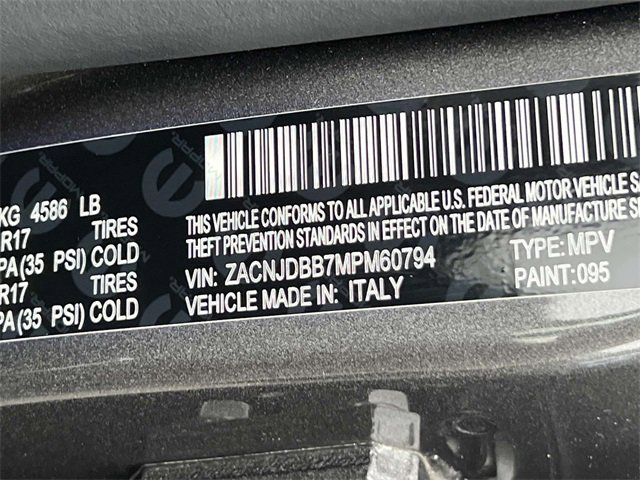 KG 4586 LB
R17 TIRES
PA(35 PSI) COLD
R17 TIRES
PA(35 PSI) COLD
MOPAR
THIS VEHICLE CONFORMS TO ALL APPLICABLE U.S. FEDERAL MOTOR VEHICLE
THEFT PREVENTION STANDARDS IN EFFECT ON THE DATE OF MANUFACTURE
VIN: ZACNJDBB7MPM60794 TYPE: MPV
VEHICLE MADE IN: ITALY PAINT: 095